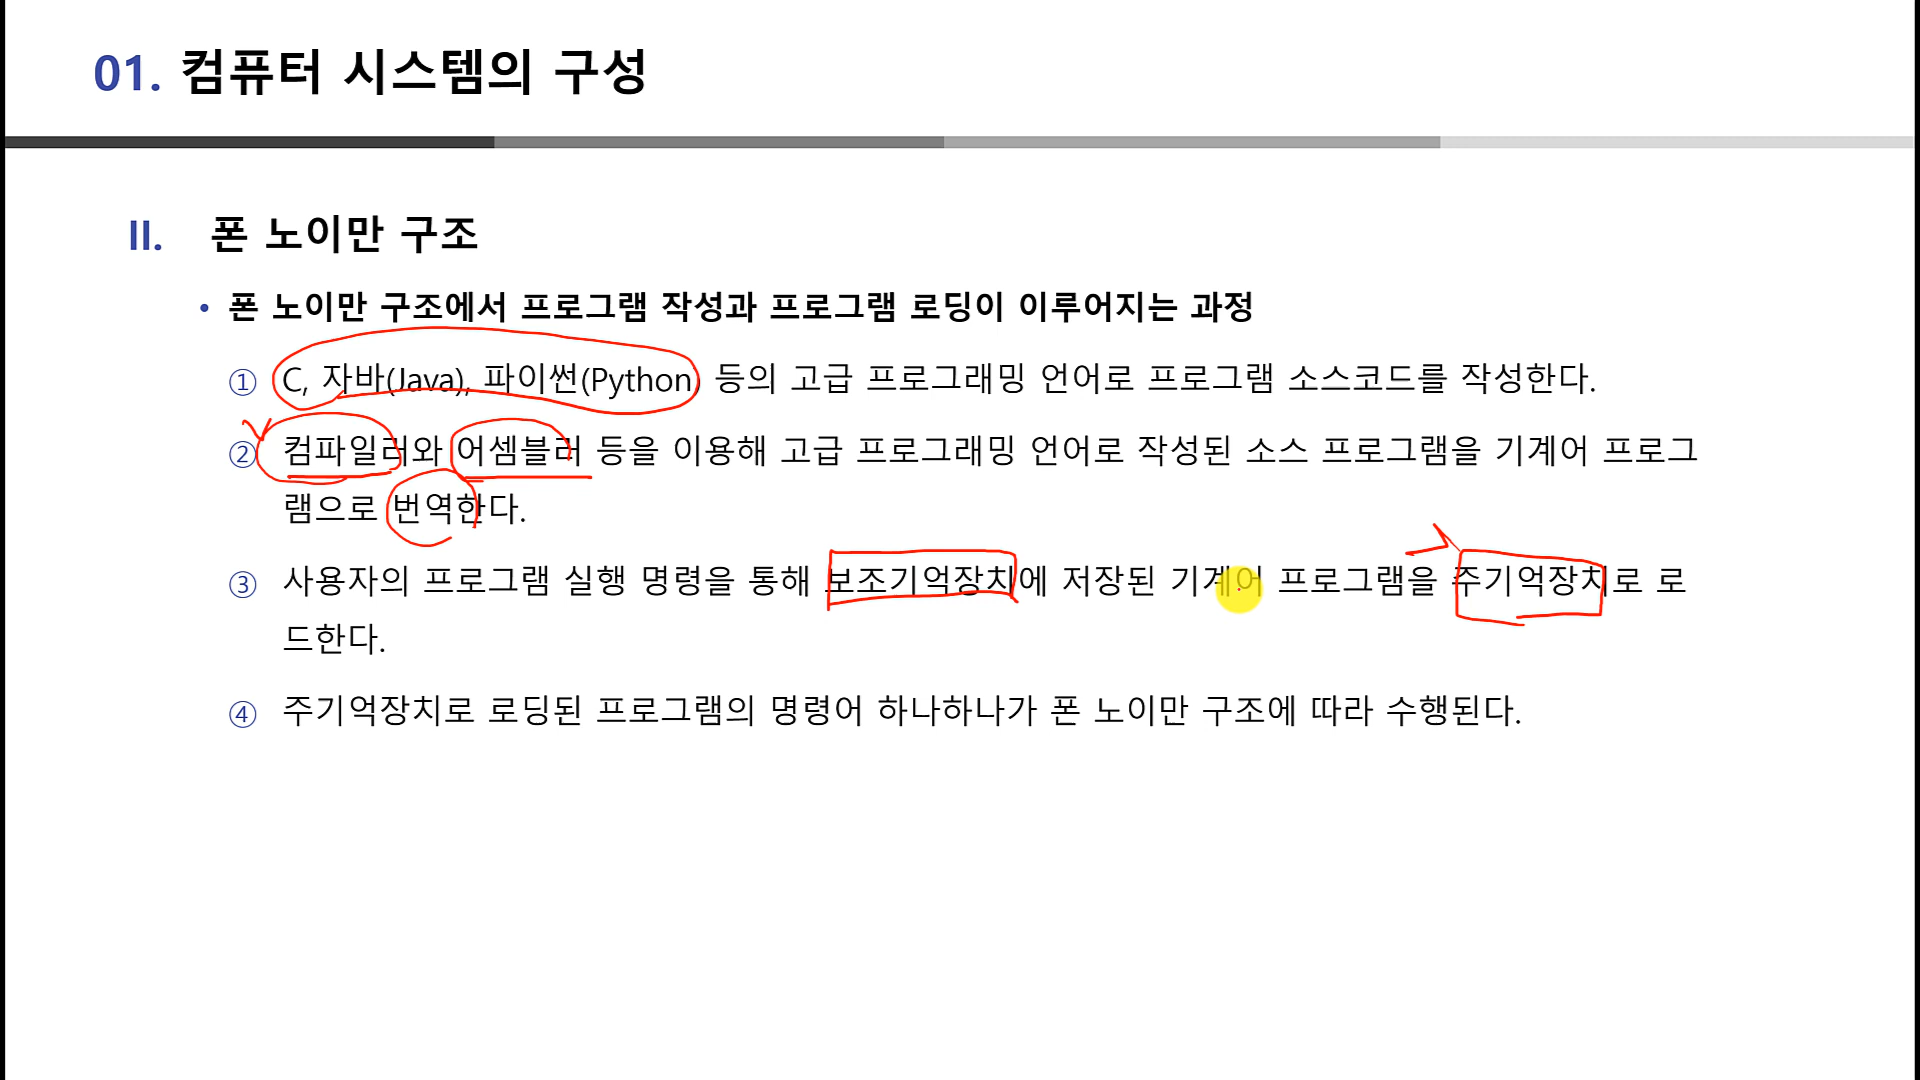 01. 컴퓨터 시스템의 구성
II. 폰 노이만 구조
• 폰 노이만 구조에서 프로그램 작성과 프로그램 로딩이 이루어지는 과정
① C, 자바(Java), 파이썬(Python) 등의 고급 프로그래밍 언어로 프로그램 소스코드를 작성한다.
② 컴파일러와 어셈블러 등을 이용해 고급 프로그래밍 언어로 작성된 소스 프로그램을 기계어 프로그
램으로 번역한다.
③ 사용자의 프로그램 실행 명령을 통해 보조기억장치에 저장된 기계어 프로그램을 주기억장치로 로
드한다.
④ 주기억장치로 로딩된 프로그램의 명령어 하나하나가 폰 노이만 구조에 따라 수행된다.